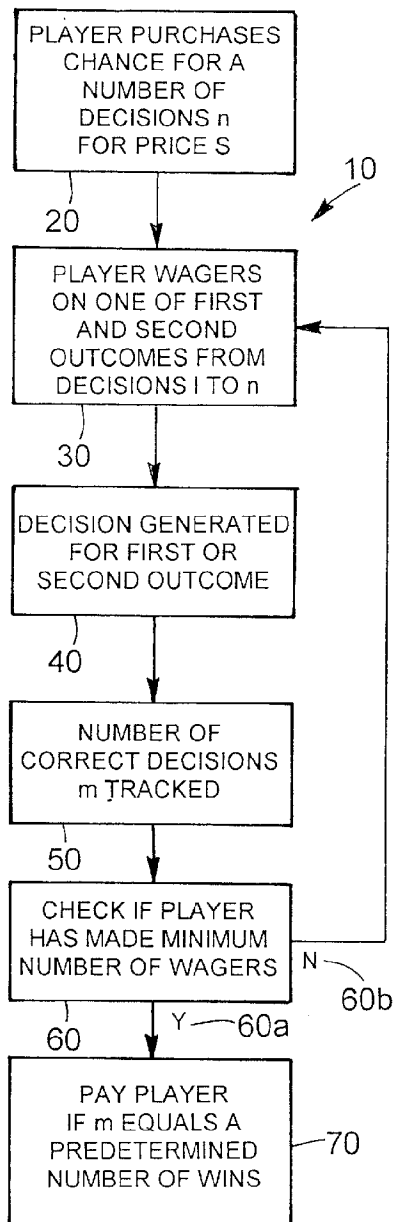 PLAYER PURCHASES
CHANCE FOR A
NUMBER OF
DECISIONS n
FOR PRICE S
20
10
PLAYER WAGERS
ON ONE OF FIRST
AND SECOND
OUTCOMES FROM
DECISIONS I TO n
30
DECISION GENERATED
FOR FIRST OR
SECOND OUTCOME
40
NUMBER OF
CORRECT DECISIONS
m TRACKED
50
CHECK IF PLAYER
HAS MADE MINIMUM
NUMBER OF WAGERS
N
60b
60
Y
60a
PAY PLAYER
IF m EQUALS A
PREDETERMINED
NUMBER OF WINS
70